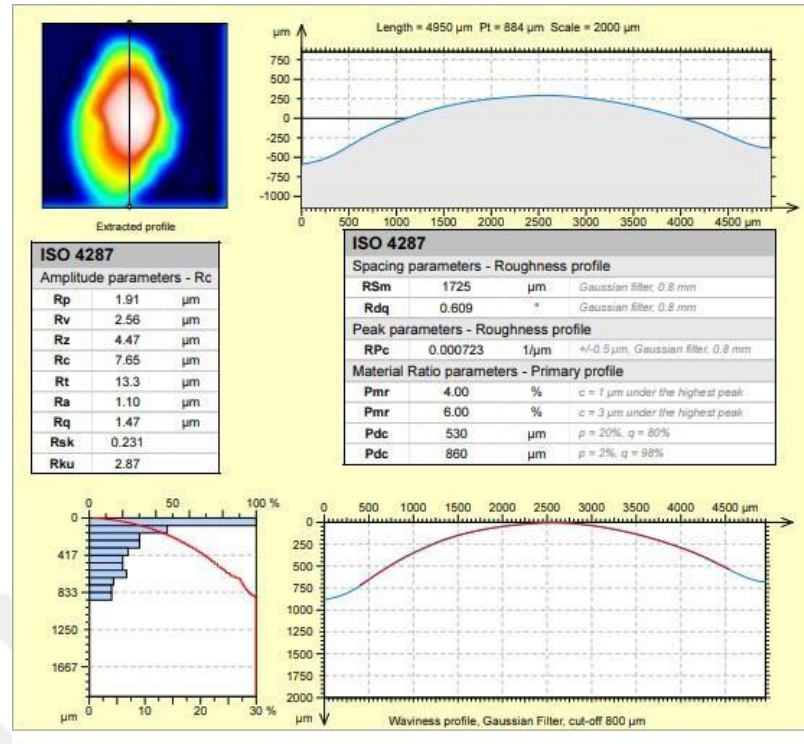 Length = 4950 µm Pt = 884 µm Scale = 2000 µm
µm
750
500
250
0
-250
-500
-750
-1000
0 500 1000 1500 2000 2500 3000 3500 4000 4500 µm
Extracted profile
ISO 4287
Amplitude parameters - Rc
Rp 1.91 µm
Rv 2.56 µm
Rz 4.47 µm
Rc 7.65 µm
Rt 13.3 µm
Ra 1.10 µm
Rq 1.47 µm
Rsk 0.231
Rku 2.87
ISO 4287
Spacing parameters - Roughness profile
RSm 1725 µm Gaussian filter, 0.8 mm
Rdq 0.609 ° Gaussian filter, 0.8 mm
Peak parameters - Roughness profile
RPc 0.000723 1/µm +/-0.5 µm, Gaussian filter, 0.8 mm
Material Ratio parameters - Primary profile
Pmr 4.00 % c = 1 µm under the highest peak
Pmr 6.00 % c = 3 µm under the highest peak
Pdc 530 µm p = 20%, q = 80%
Pdc 860 µm p = 2%, q = 98%
0 50 100 %
0
417
833
1250
1667
µm
0 10 20 30 %
0 500 1000 1500 2000 2500 3000 3500 4000 4500 µm
0
250
500
750
1000
1250
1500
1750
2000
µm
Waviness profile, Gaussian Filter, cut-off 800 µm